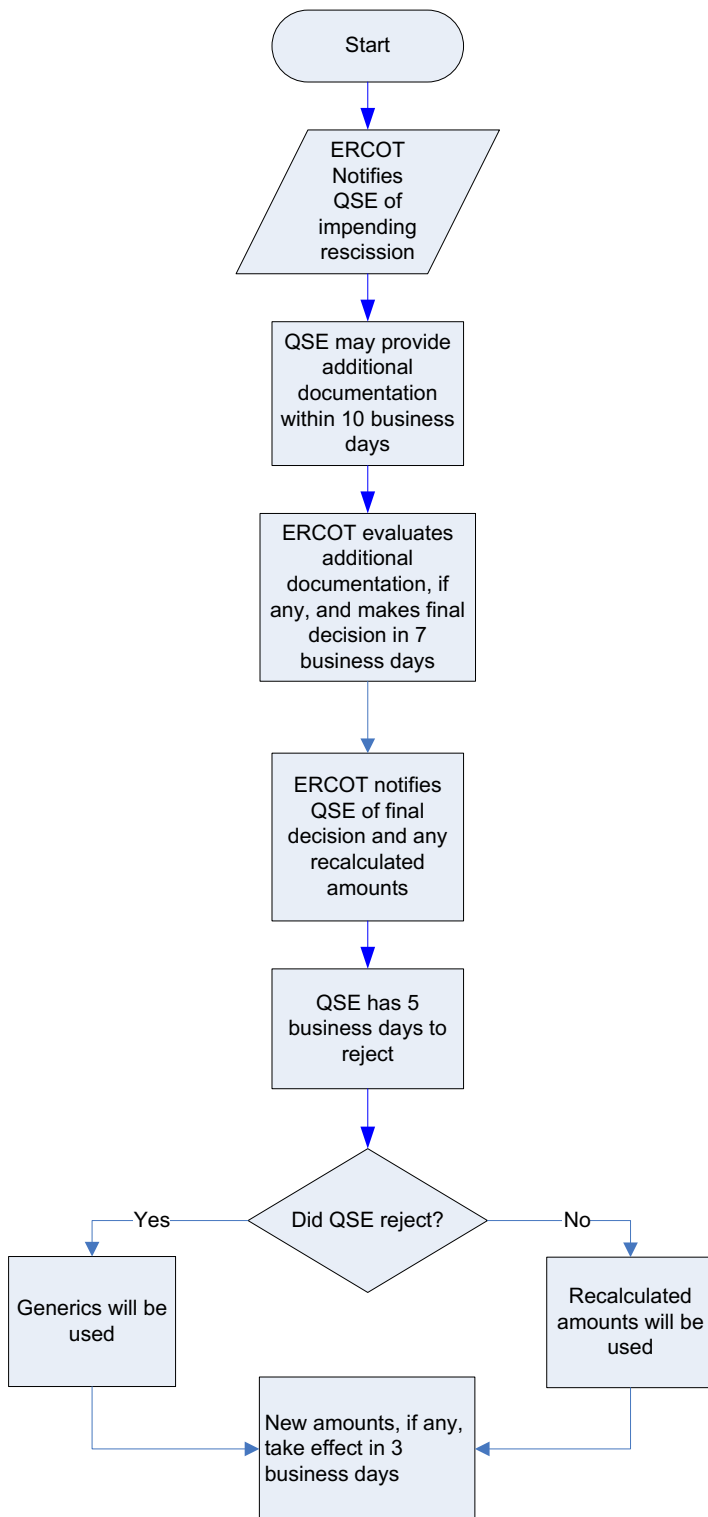 Start
ERCOT
Notifies
QSE of
impending
rescission
QSE may provide
additional
documentation
within 10 business
days
ERCOT evaluates
additional
documentation, if
any, and makes final
decision in 7
business days
ERCOT notifies
QSE of final
decision and any
recalculated
amounts
QSE has 5
business days to
reject
Did QSE reject?
Yes
No
Generics will be
used
Recalculated
amounts will be
used
New amounts, if any,
take effect in 3
business days